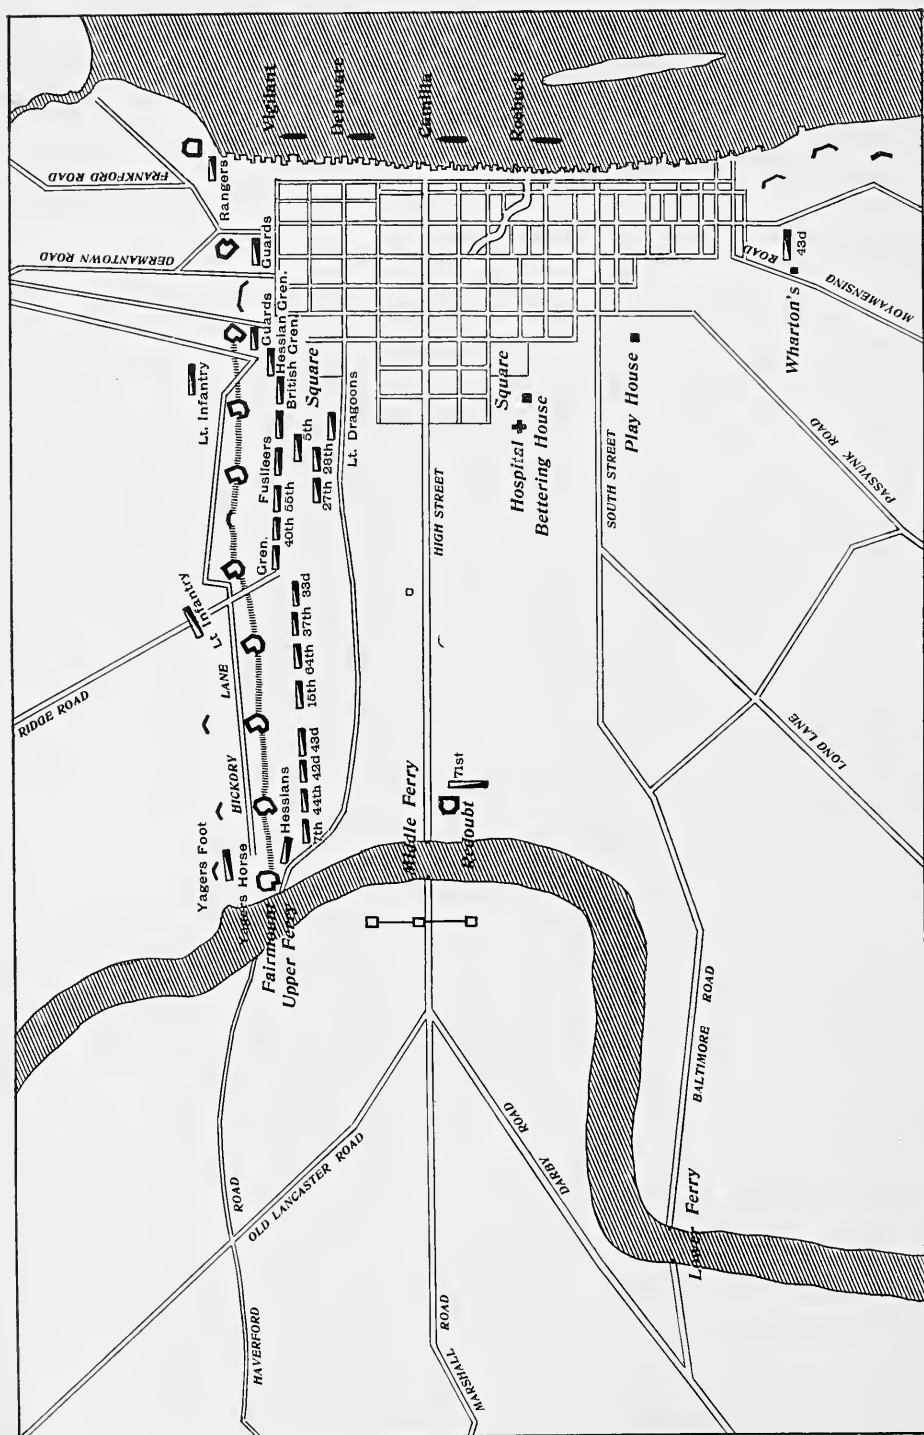 Vigilant
Delaware
Camilla
Roebuck
FRANKFORD ROAD
Rangers
GERMANTOWN ROAD
Guards
Guards
Hessian Gren.
British Gren.
Square
Lt. Infantry
Fusileers
5th
27th 28th
Lt. Dragoons
40th 55th
Gren.
Lt Infantry
RIDGE ROAD
HICKORY LANE
15th 64th 37th 33d
7th 44th 42d 43d
Hessians
Yagers Foot
Yagers Horse
Fairmount
Upper Ferry
HIGH STREET
Middle Ferry
71st
Redoubt
Square
Hospital
Bettering House
SOUTH STREET
Play House
43d
Wharton's
MOYAMENSING ROAD
PASSYUNK ROAD
LONG LANE
BALTIMORE ROAD
Lower Ferry
DARBY ROAD
OLD LANCASTER ROAD
HAVERFORD ROAD
MARSHALL ROAD